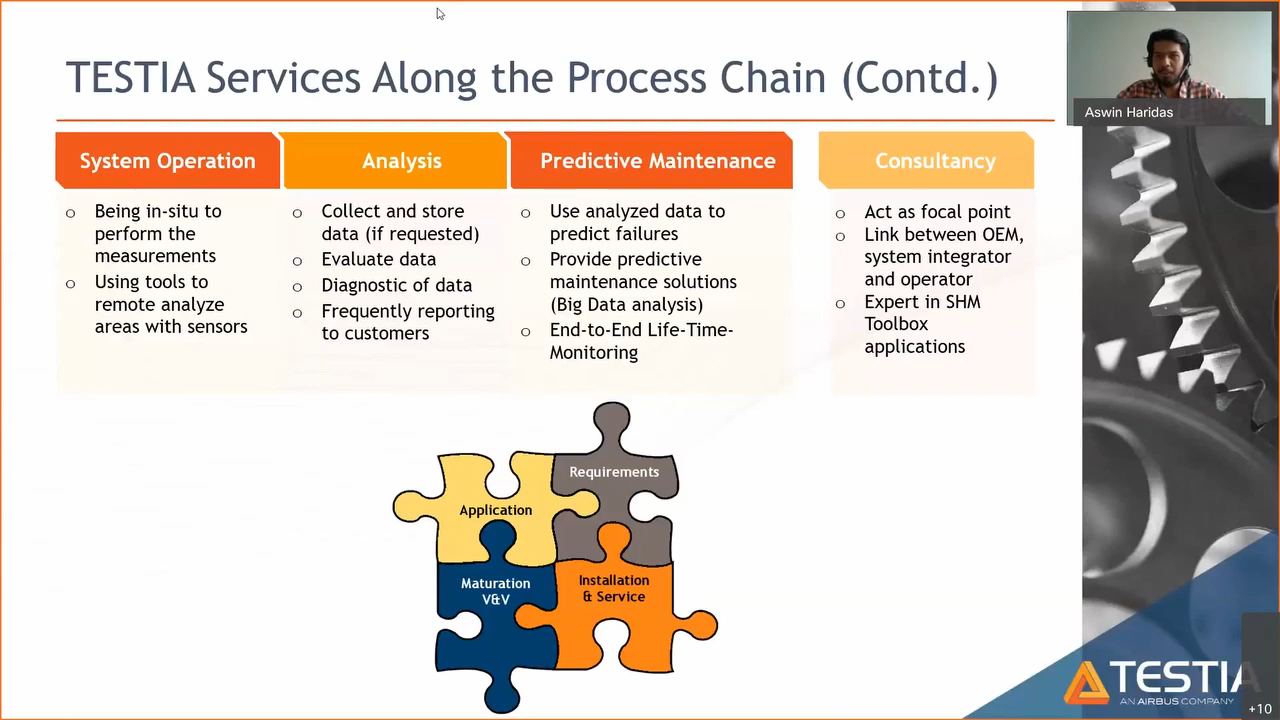 TESTIA Services Along the Process Chain (Contd.)
Aswin Haridas
System Operation
o Being in-situ to
perform the
measurements
o Using tools to
remote analyze
areas with sensors
Analysis
o Collect and store
data (if requested)
o Evaluate data
o Diagnostic of data
o Frequently reporting
to customers
Predictive Maintenance
o Use analyzed data to
predict failures
o Provide predictive
maintenance solutions
(Big Data analysis)
o End-to-End Life-Time-
Monitoring
Consultancy
o Act as focal point
o Link between OEM,
system integrator
and operator
o Expert in SHM
Toolbox
applications
Requirements
Application
Maturation
V&V
Installation
& Service
TESTIA
AN AIRBUS COMPANY
+10